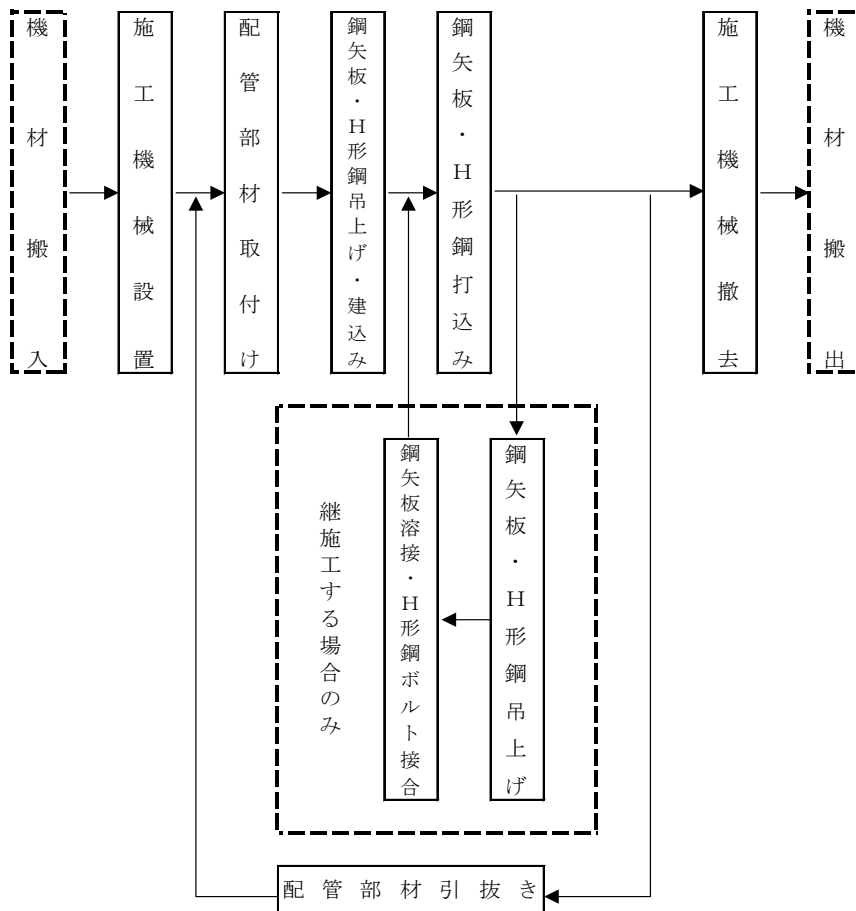 機材搬入
施工機械設置
配管部材取付け
鋼矢板・H形鋼吊上げ・建込み
鋼矢板・H形鋼打込み
施工機械撤去
機材搬出
継施工する場合のみ
鋼矢板溶接・H形鋼ボルト接合
鋼矢板・H形鋼吊上げ
配管部材引抜き